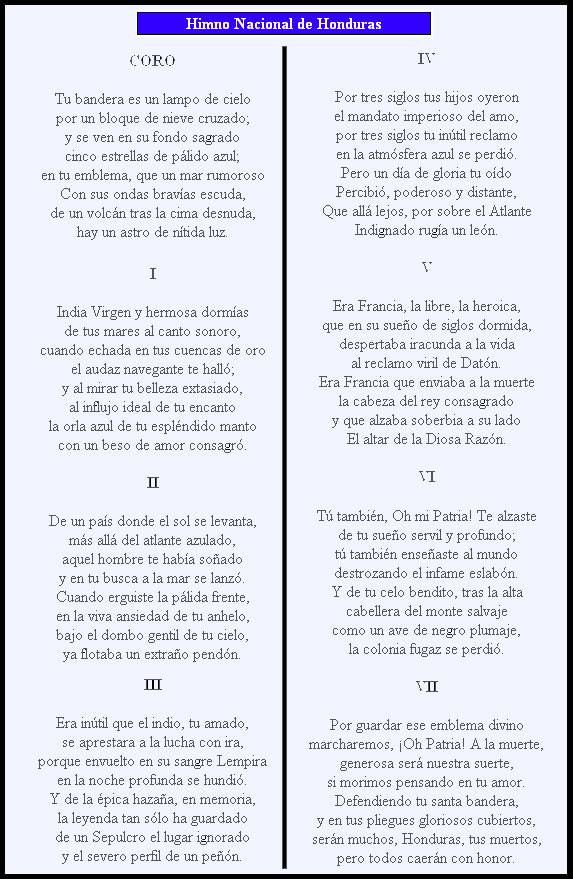 Himno Nacional de Honduras
CORO
Tu bandera es un lampo de cielo
por un bloque de nieve cruzado;
y se ven en su fondo sagrado
cinco estrellas de pálido azul;
en tu emblema, que un mar rumoroso
Con sus ondas bravías escuda,
de un volcán tras la cima desnuda,
hay un astro de nítida luz.
I
India Virgen y hermosa dormías
de tus mares al canto sonoro,
cuando echada en tus cuencas de oro
el audaz navegante te halló;
y al mirar tu belleza extasiado,
al influjo ideal de tu encanto
la orla azul de tu espléndido manto
con un beso de amor consagró.
II
De un país donde el sol se levanta,
más allá del atlante azulado,
aquel hombre te había soñado
y en tu busca a la mar se lanzó.
Cuando erguiste la pálida frente,
en la viva ansiedad de tu anhelo,
bajo el dombo gentil de tu cielo,
ya flotaba un extraño pendón.
III
Era inútil que el indio, tu amado,
se aprestara a la lucha con ira,
porque envuelto en su sangre Lempira
en la noche profunda se hundió.
Y de la épica hazaña, en memoria,
la leyenda tan sólo ha guardado
de un Sepulcro el lugar ignorado
y el severo perfil de un peñón.
IV
Por tres siglos tus hijos oyeron
el mandato imperioso del amo,
por tres siglos tu inútil reclamo
en la atmósfera azul se perdió.
Pero un día de gloria tu oído
Percibió, poderoso y distante,
Que allá lejos, por sobre el Atlante
Indignado rugía un león.
V
Era Francia, la libre, la heroica,
que en su sueño de siglos dormida,
despertaba iracunda a la vida
al reclamo viril de Datón.
Era Francia que enviaba a la muerte
la cabeza del rey consagrado
y que alzaba soberbia a su lado
El altar de la Diosa Razón.
VI
Tú también, Oh mi Patria! Te alzaste
de tu sueño servil y profundo;
tú también enseñaste al mundo
destrozando el infame eslabón.
Y de tu celo bendito, tras la alta
cabellera del monte salvaje
como un ave de negro plumaje,
la colonia fugaz se perdió.
VII
Por guardar ese emblema divino
marcharemos, ¡Oh Patria! A la muerte,
generosa será nuestra suerte,
si morimos pensando en tu amor.
Defendiendo tu santa bandera,
y en tus pliegues gloriosos cubiertos,
serán muchos, Honduras, tus muertos,
pero todos caerán con honor.